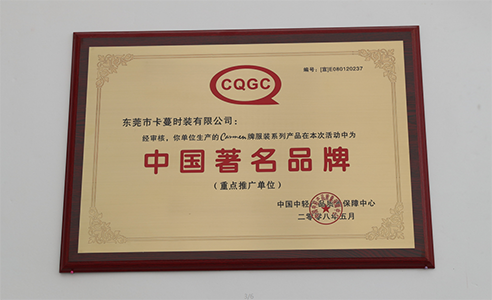 CQGC
编号：[宣]E080120237
东莞市卡蔓时装有限公司：
经审核，你单位生产的Carmen牌服装系列产品在本次活动中为
中国著名品牌
（重点推广单位）
中国中轻 保障中心
二零零八年五月